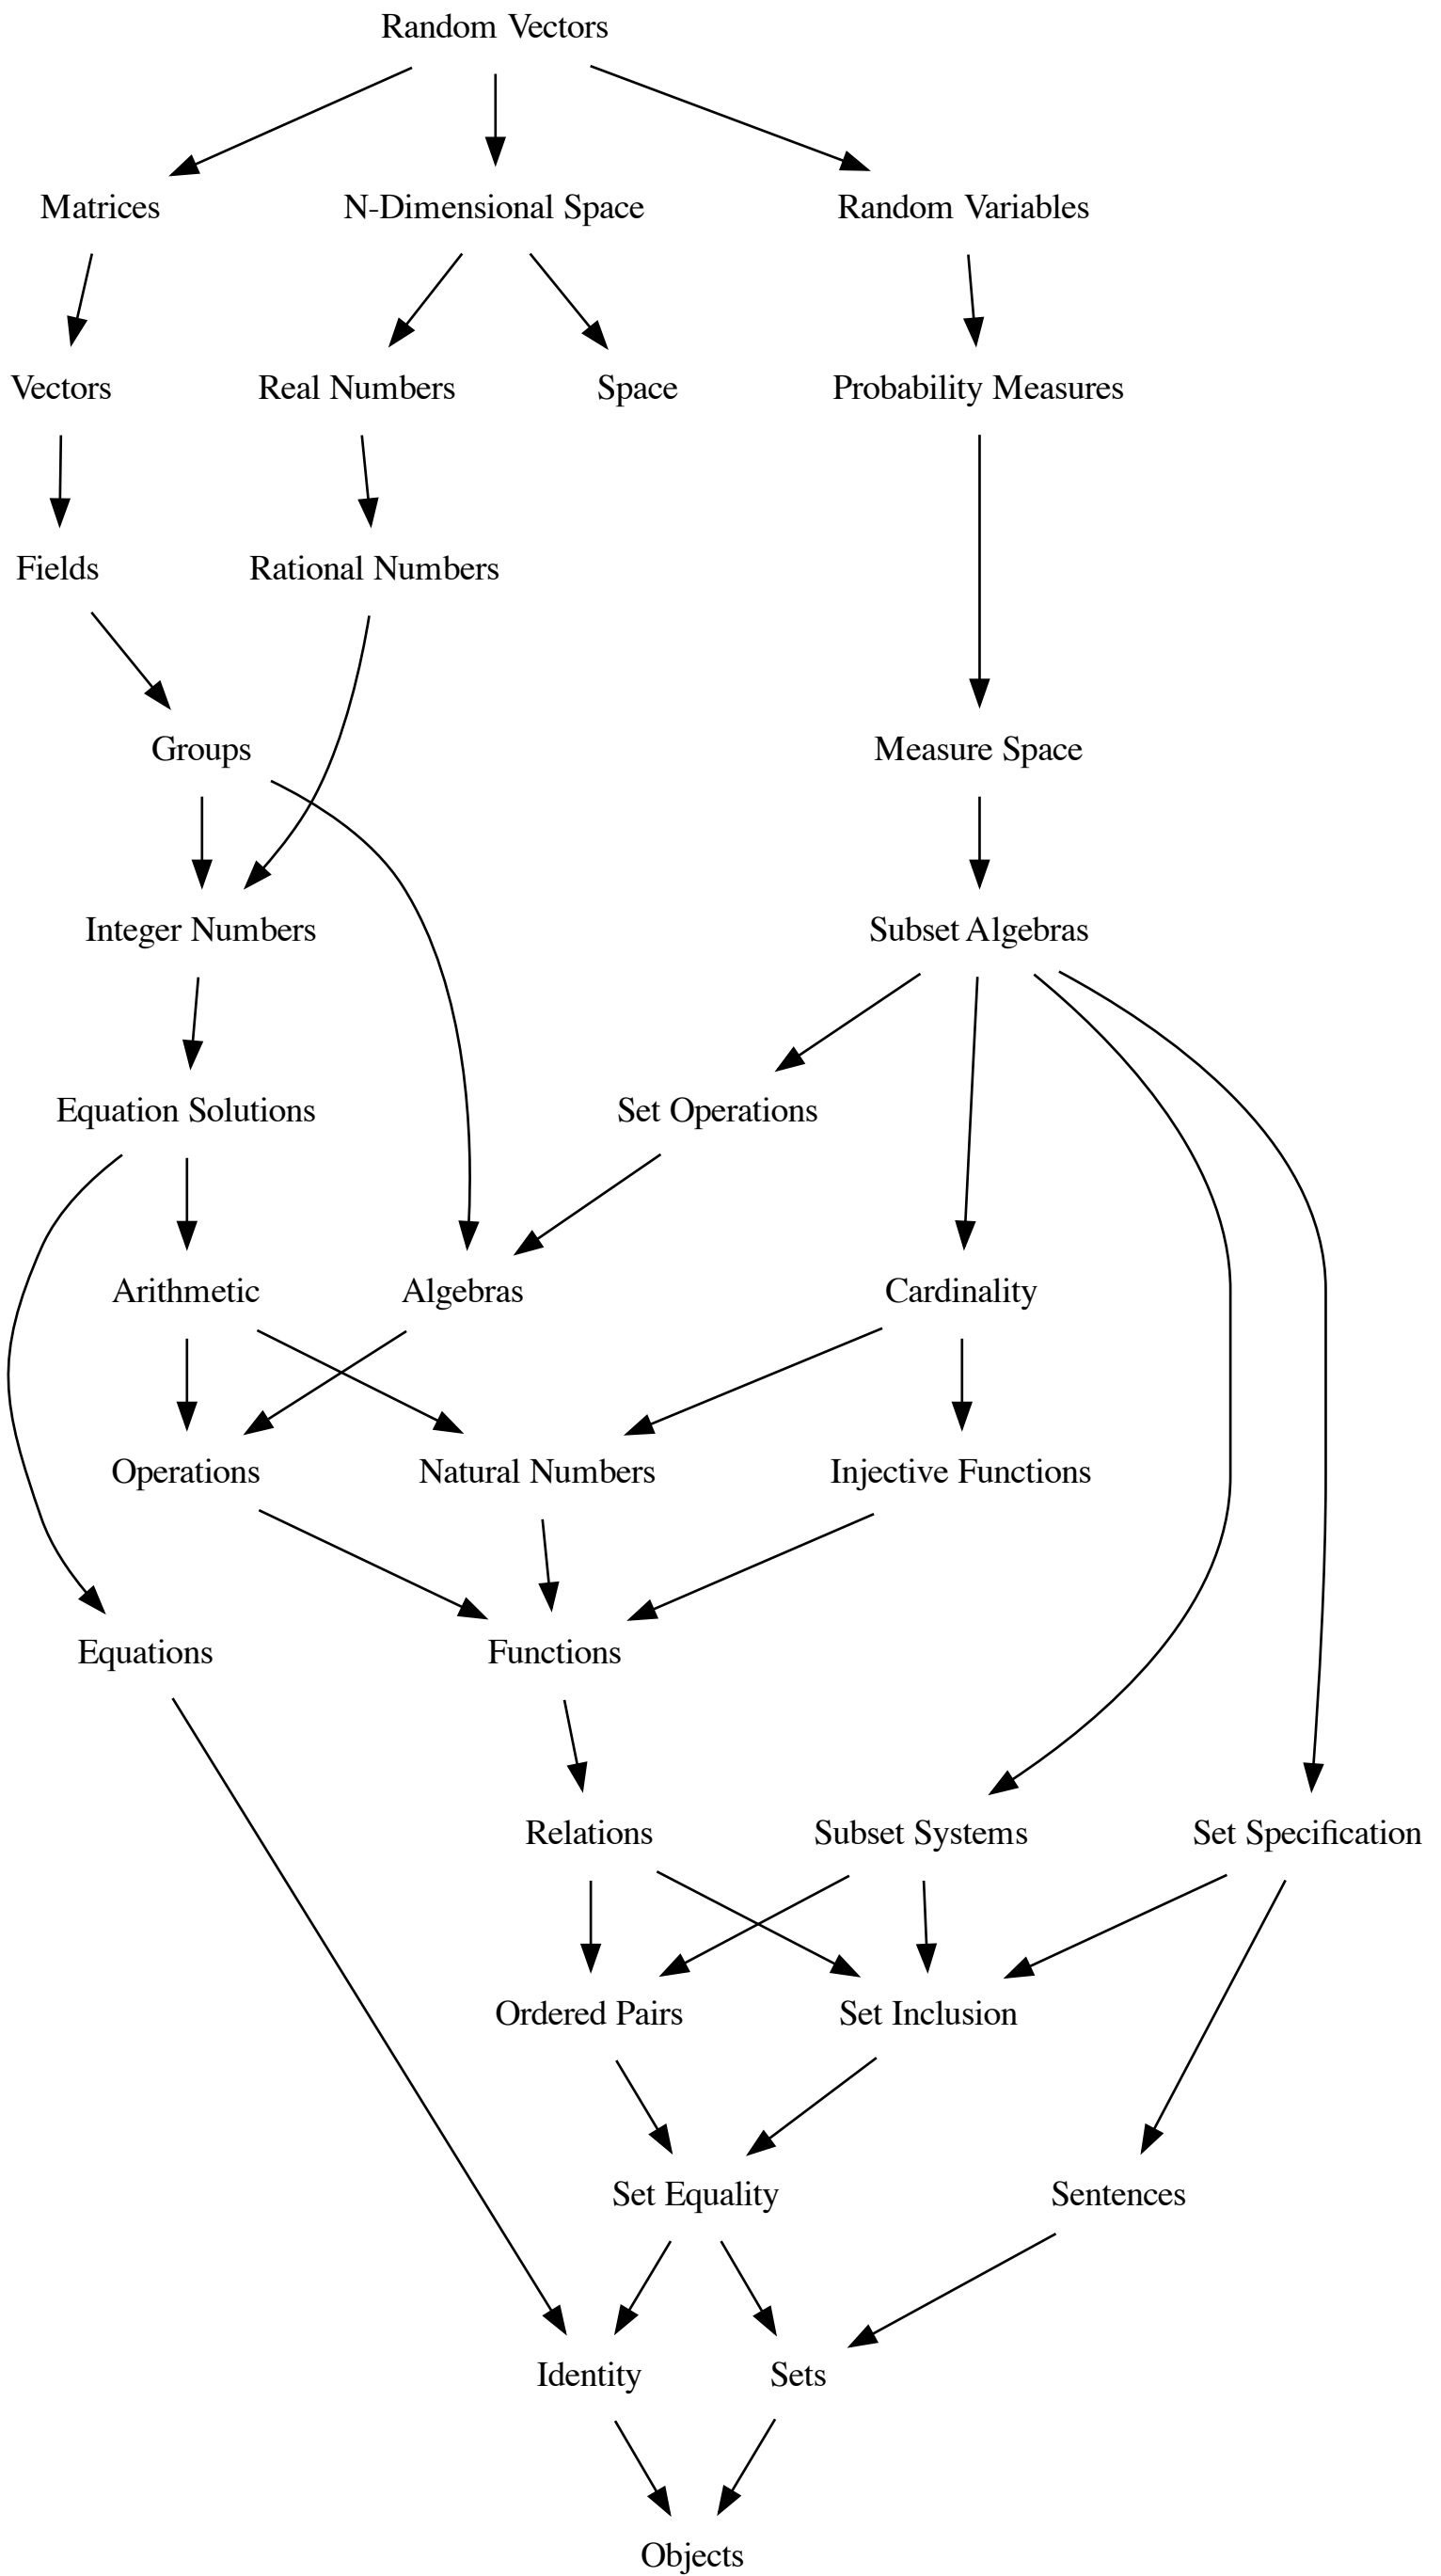 Random Vectors
Matrices
N-Dimensional Space
Random Variables
Vectors
Real Numbers
Space
Probability Measures
Fields
Rational Numbers
Groups
Measure Space
Integer Numbers
Subset Algebras
Equation Solutions
Set Operations
Arithmetic
Algebras
Cardinality
Operations
Natural Numbers
Injective Functions
Equations
Functions
Relations
Subset Systems
Set Specification
Ordered Pairs
Set Inclusion
Set Equality
Sentences
Identity
Sets
Objects